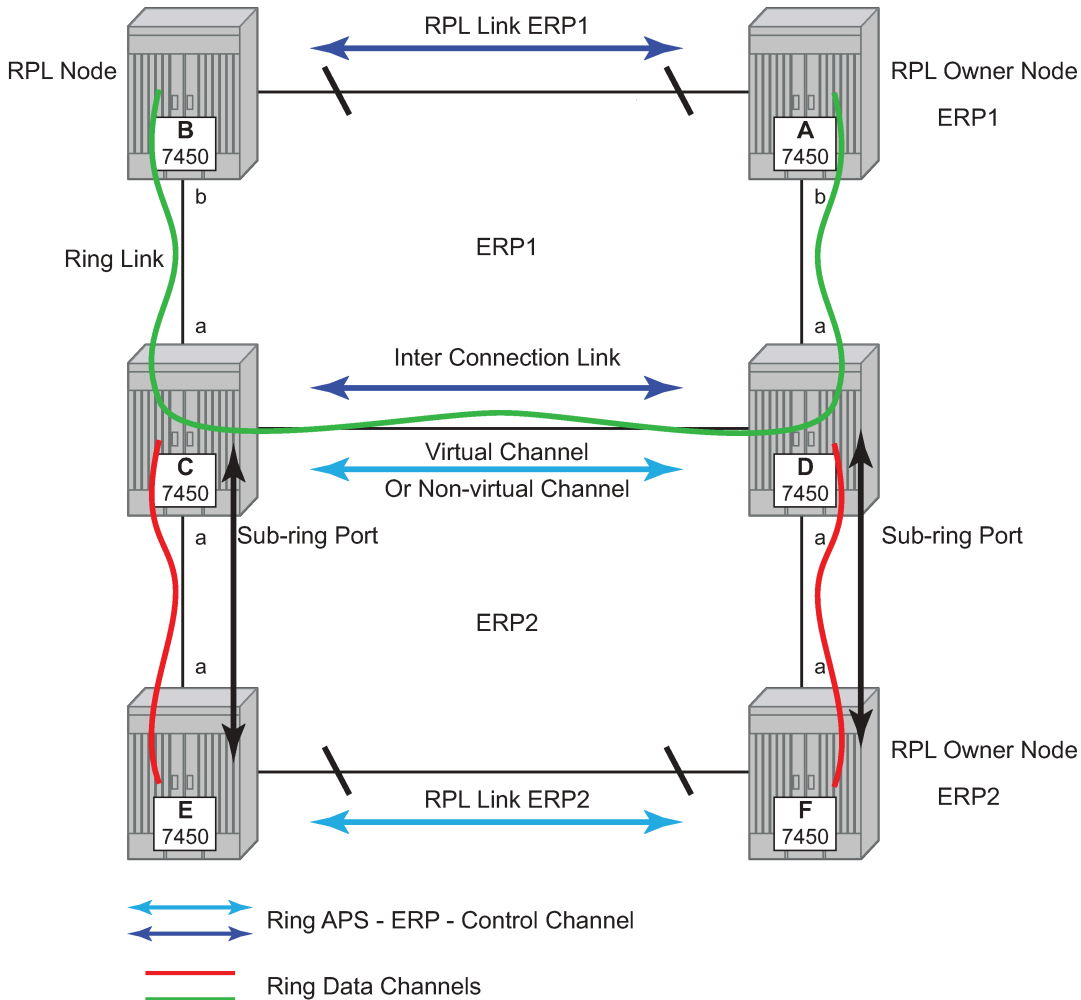 RPL Link ERP1
RPL Node
RPL Owner Node
ERP1
B
7450
A
7450
b
b
ERP1
Ring Link
a
a
Inter Connection Link
Virtual Channel
Or Non-virtual Channel
C
7450
D
7450
a
Sub-ring Port
a
Sub-ring Port
ERP2
a
a
RPL Owner Node
ERP2
RPL Link ERP2
E
7450
F
7450
Ring APS - ERP - Control Channel
Ring Data Channels